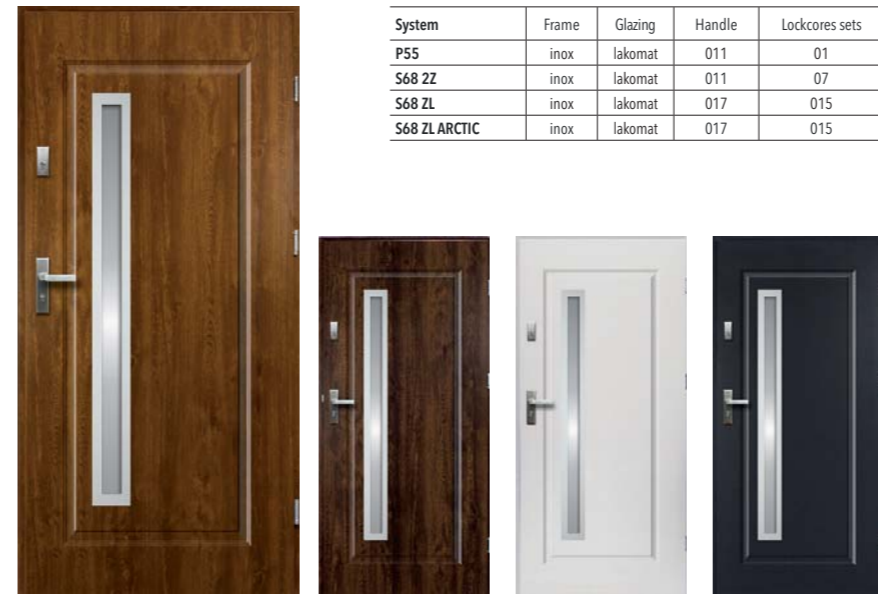 System Frame Glazing Handle Lockcores sets
P55 inox lakomat 011 01
S68 2Z inox lakomat 011 07
S68 ZL inox lakomat 017 015
S68 ZL ARCTIC inox lakomat 017 015